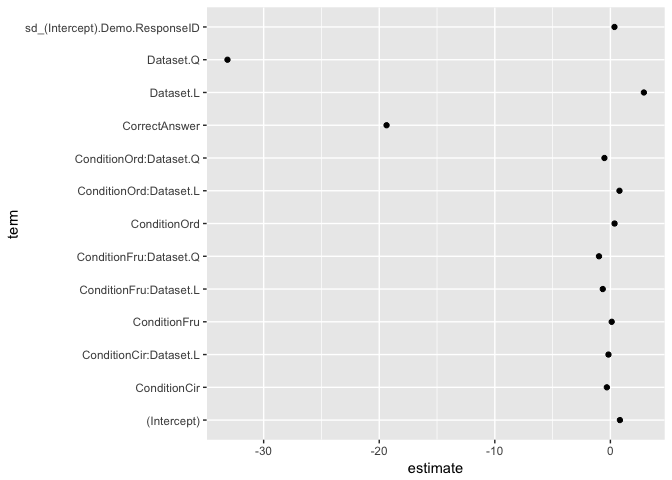 sd_(Intercept).Demo.ResponseID
Dataset.Q
Dataset.L
CorrectAnswer
ConditionOrd:Dataset.Q
ConditionOrd:Dataset.L
ConditionOrd
ConditionFru:Dataset.Q
ConditionFru:Dataset.L
ConditionFru
ConditionCir:Dataset.L
ConditionCir
(Intercept)
term
-30 -20 -10 0
estimate